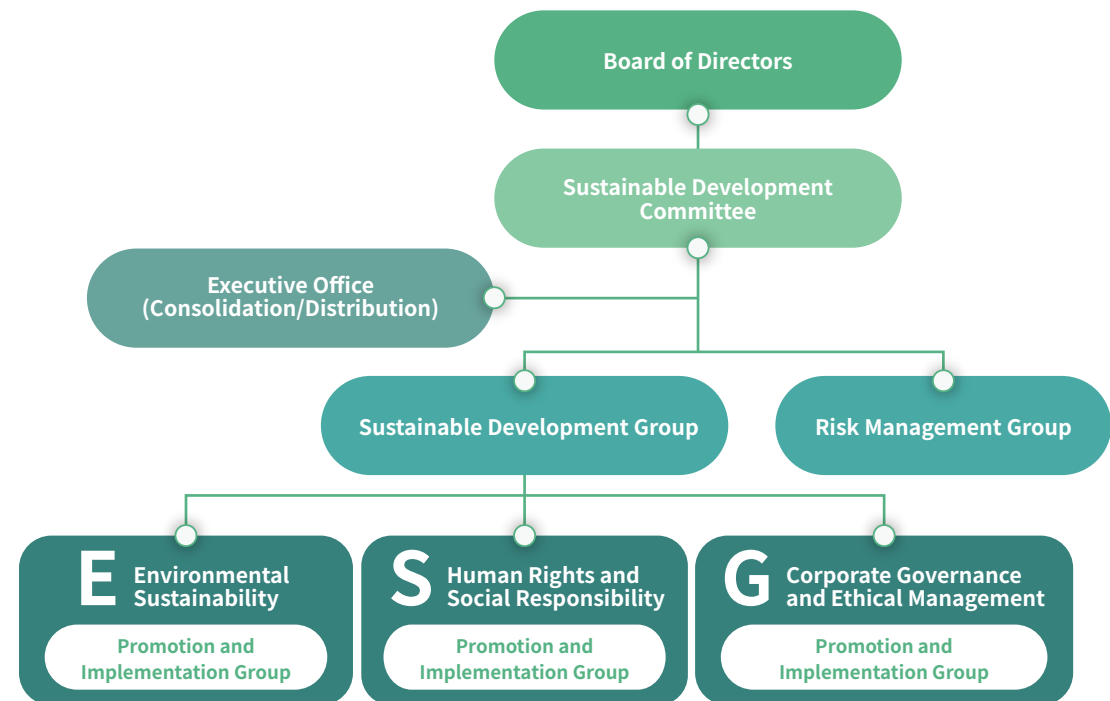 Board of Directors
Sustainable Development
Committee
Executive Office
(Consolidation/Distribution)
Sustainable Development Group
Risk Management Group
E
Environmental
Sustainability
Promotion and
Implementation Group
S
Human Rights and
Social Responsibility
Promotion and
Implementation Group
G
Corporate Governance
and Ethical Management
Promotion and
Implementation Group